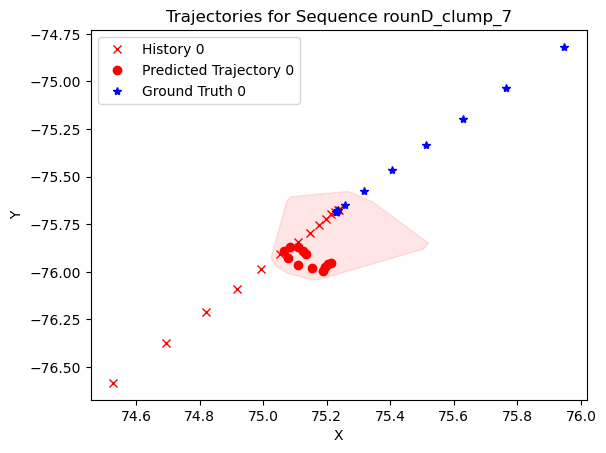 Trajectories for Sequence rounD_clump_7
History 0
Predicted Trajectory 0
Ground Truth 0
Y
−74.75
−75.00
−75.25
−75.50
−75.75
−76.00
−76.25
−76.50
74.6 74.8 75.0 75.2 75.4 75.6 75.8 76.0
X